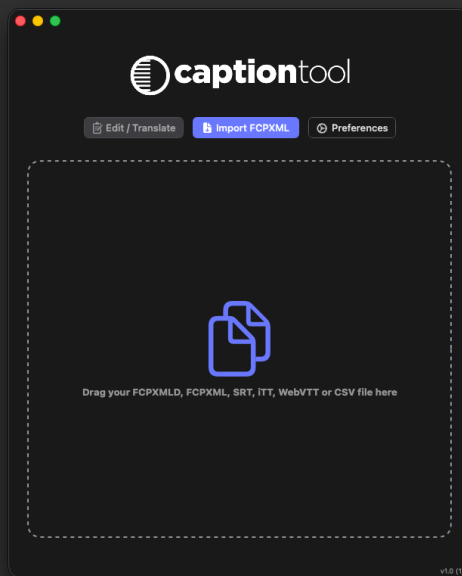 captiontool
Edit / Translate
Import FCPXML
Preferences
Drag your FCPXMLD, FCPXML, SRT, iTT, WebVTT or CSV file here
v1.0 (1